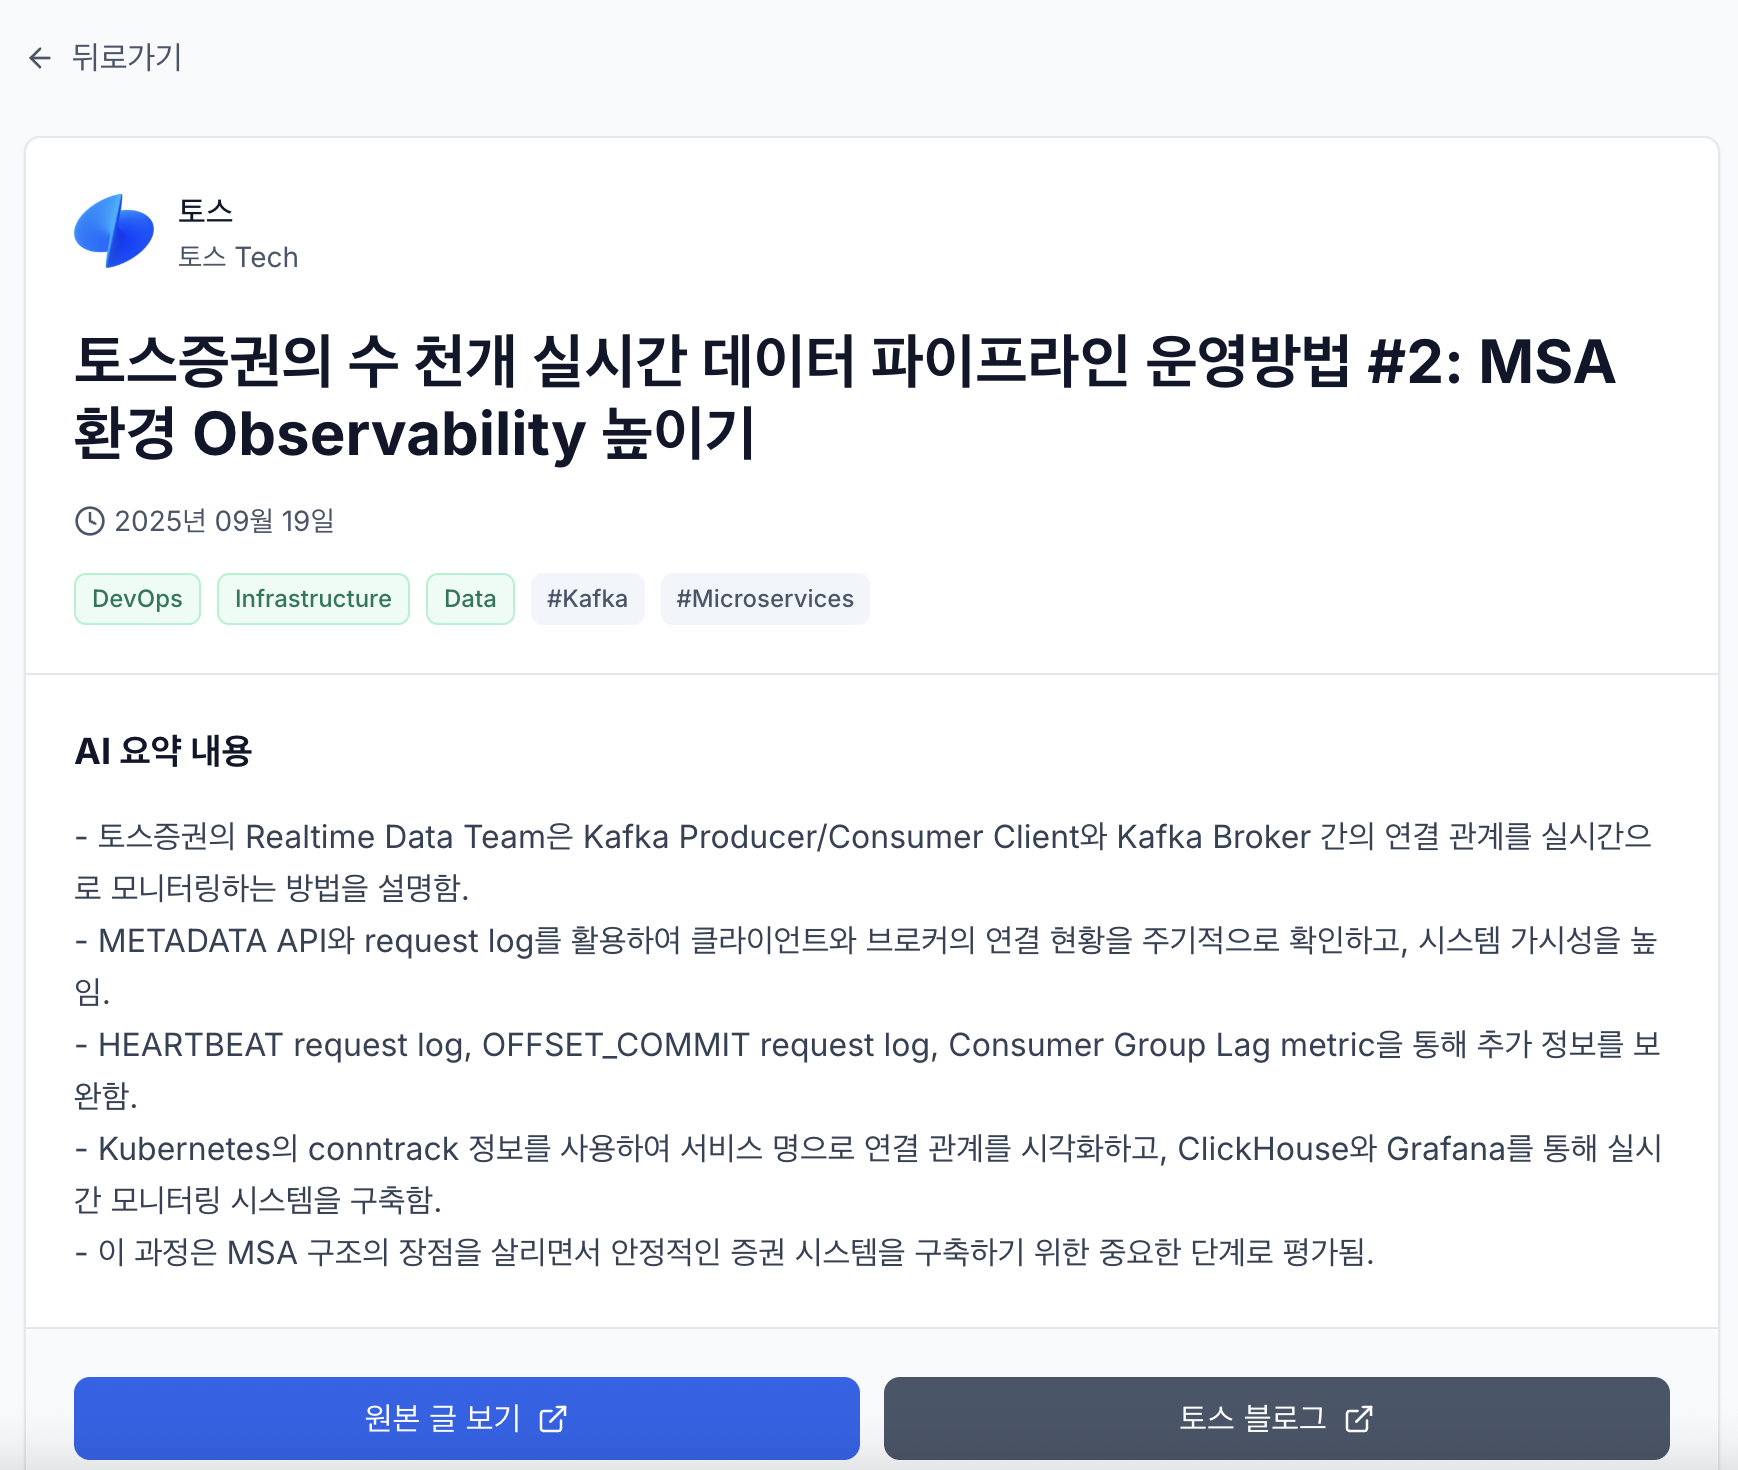 뒤로가기
토스
토스 Tech
토스증권의 수 천개 실시간 데이터 파이프라인 운영방법 #2: MSA
환경 Observability 높이기
2025년 09월 19일
DevOps Infrastructure Data #Kafka #Microservices
AI 요약 내용
- 토스증권의 Realtime Data Team은 Kafka Producer/Consumer Client와 Kafka Broker 간의 연결 관계를 실시간으
로 모니터링하는 방법을 설명함.
- METADATA API와 request log를 활용하여 클라이언트와 브로커의 연결 현황을 주기적으로 확인하고, 시스템 가시성을 높
임.
- HEARTBEAT request log, OFFSET_COMMIT request log, Consumer Group Lag metric을 통해 추가 정보를 보
완함.
- Kubernetes의 conntrack 정보를 사용하여 서비스 명으로 연결 관계를 시각화하고, ClickHouse와 Grafana를 통해 실시
간 모니터링 시스템을 구축함.
- 이 과정은 MSA 구조의 장점을 살리면서 안정적인 증권 시스템을 구축하기 위한 중요한 단계로 평가됨.
원본 글 보기
토스 블로그